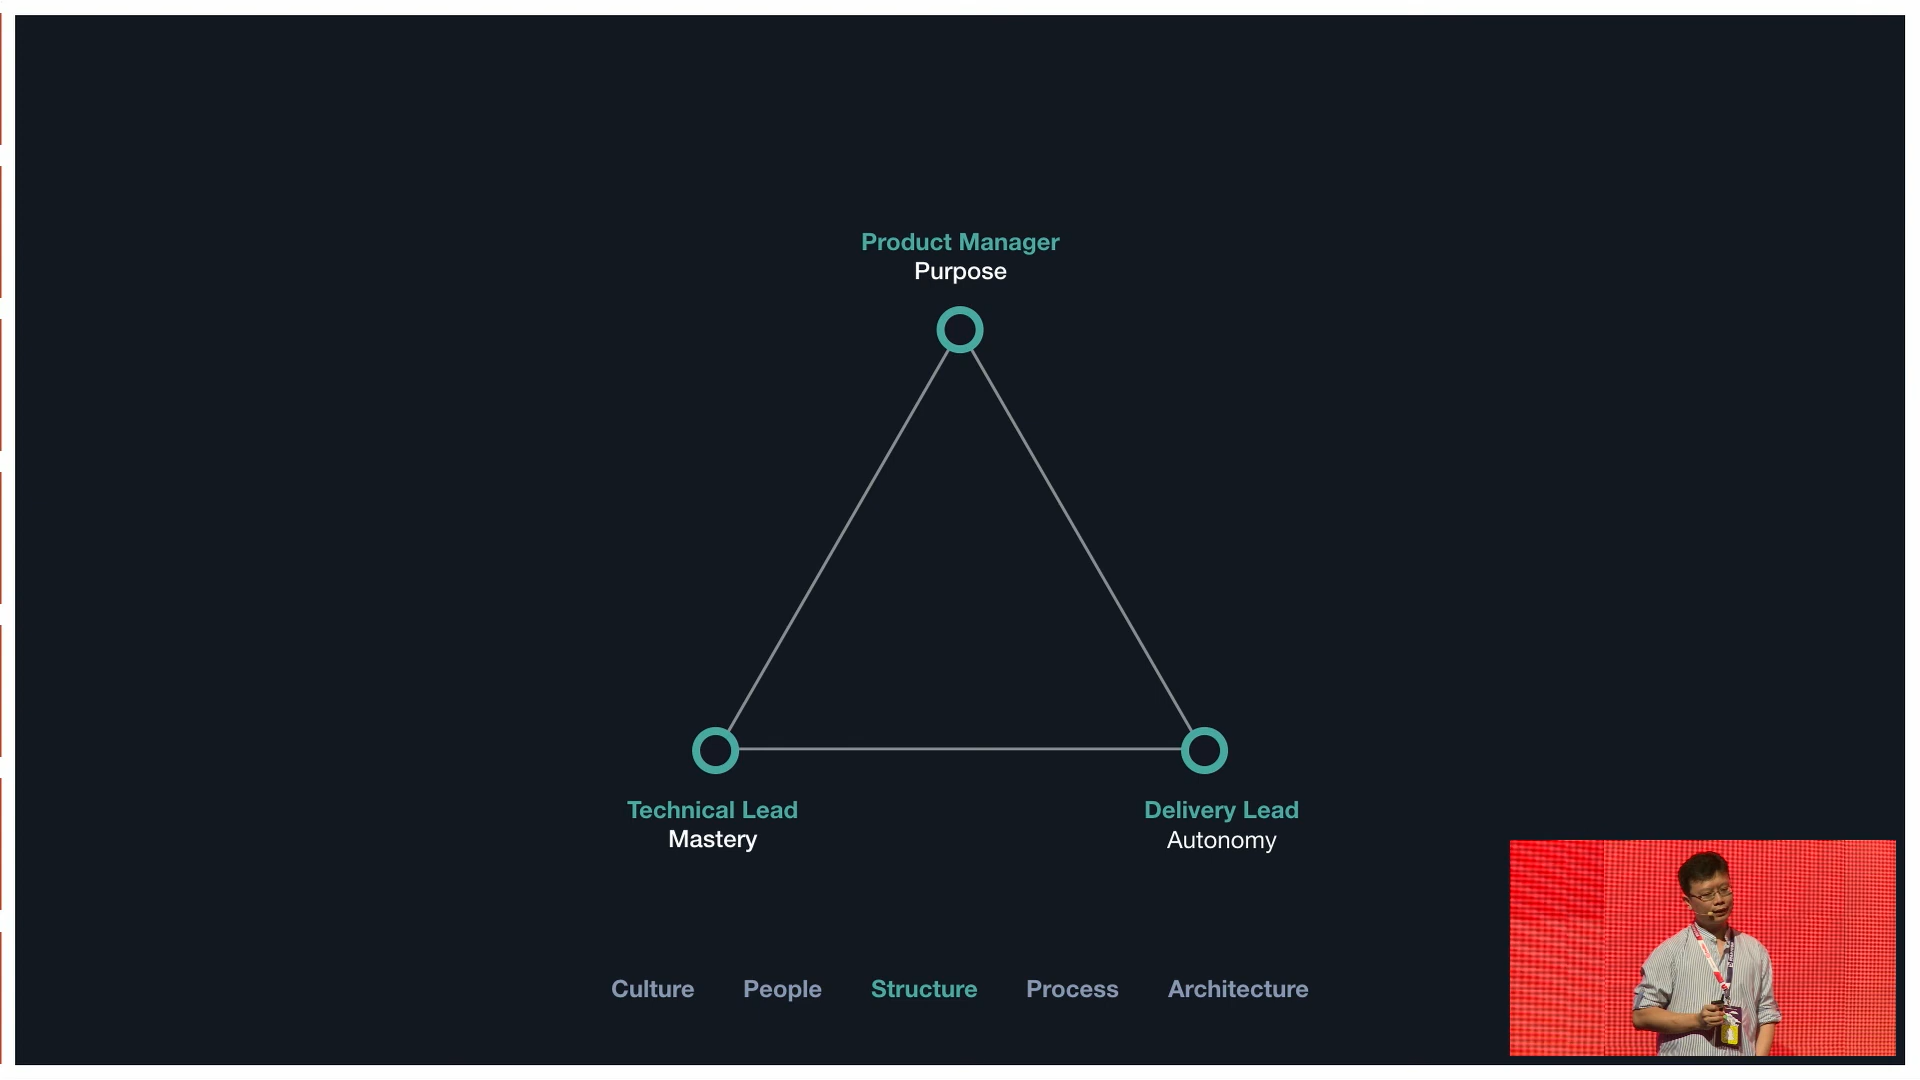 Product Manager
Purpose
Technical Lead
Mastery
Delivery Lead
Autonomy
Culture People Structure Process Architecture